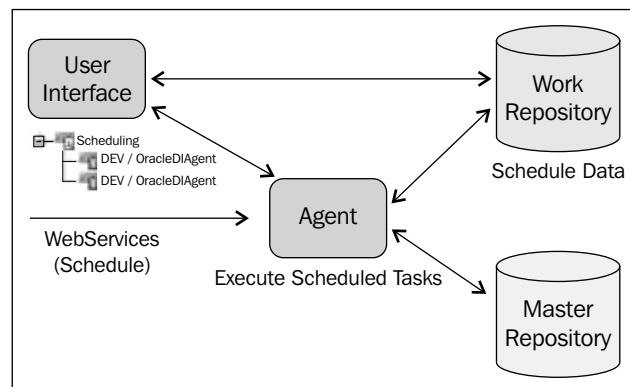 User
Interface
Scheduling
DEV / OracleDIAgent
DEV / OracleDIAgent
WebServices
(Schedule)
Agent
Execute Scheduled Tasks
Work
Repository
Schedule Data
Master
Repository